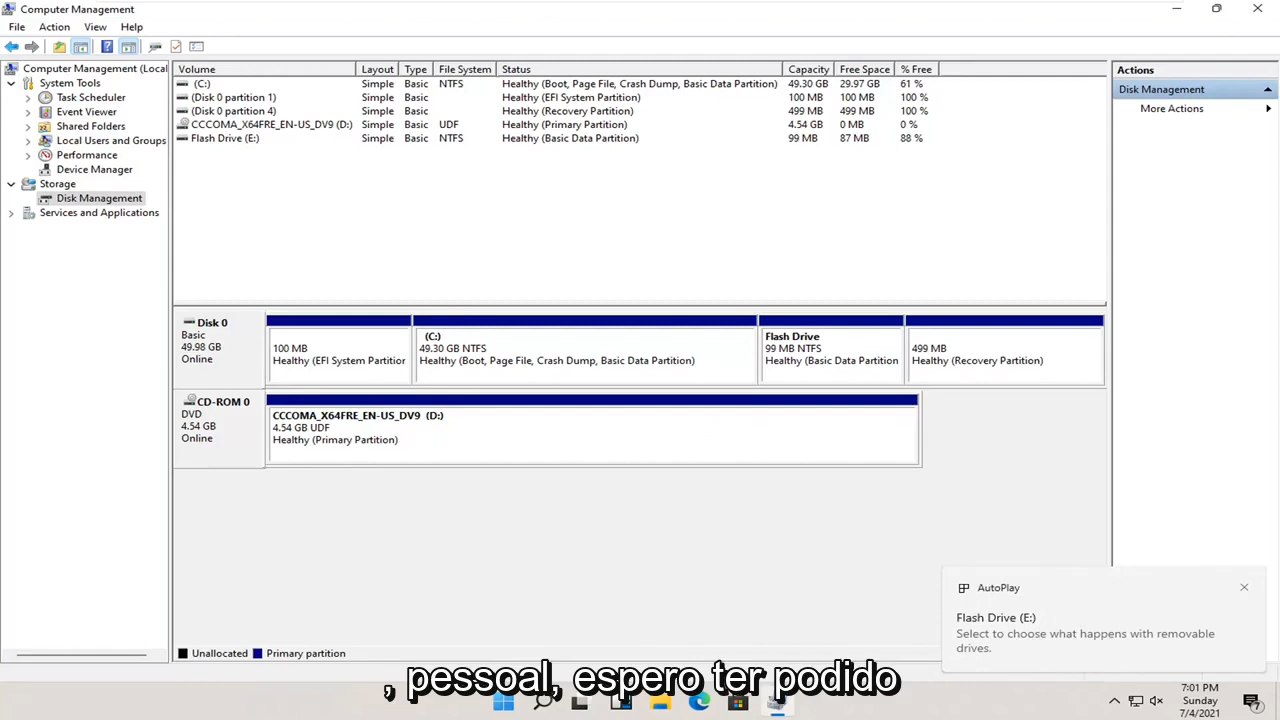 Computer Management
File Action View Help
Computer Management (Local
System Tools
Task Scheduler
Event Viewer
Shared Folders
Local Users and Groups
Performance
Device Manager
Storage
Disk Management
Services and Applications
Volume Layout Type File System Status Capacity Free Space % Free
(C:) Simple Basic NTFS Healthy (Boot, Page File, Crash Dump, Basic Data Partition) 49.30 GB 29.97 GB 61 %
(Disk 0 partition 1) Simple Basic Healthy (EFI System Partition) 100 MB 100 MB 100 %
(Disk 0 partition 4) Simple Basic Healthy (Recovery Partition) 499 MB 499 MB 100 %
CCCOMA_X64FRE_EN-US_DV9 (D:) Simple Basic UDF Healthy (Primary Partition) 4.54 GB 0 MB 0 %
Flash Drive (E:) Simple Basic NTFS Healthy (Basic Data Partition) 99 MB 87 MB 88 %
Disk 0
Basic
49.98 GB
Online
100 MB
Healthy (EFI System Partitior
(C:)
49.30 GB NTFS
Healthy (Boot, Page File, Crash Dump, Basic Data Partition)
Flash Drive
99 MB NTFS
Healthy (Basic Data Partition
499 MB
Healthy (Recovery Partition)
CD-ROM 0
DVD
4.54 GB
Online
CCCOMA_X64FRE_EN-US_DV9 (D:)
4.54 GB UDF
Healthy (Primary Partition)
Unallocated Primary partition
Actions
Disk Management
More Actions
AutoPlay
Flash Drive (E:)
Select to choose what happens with removable
drives.
, pessoal, espero ter podido
7:01 PM
Sunday
7/4/2021
7